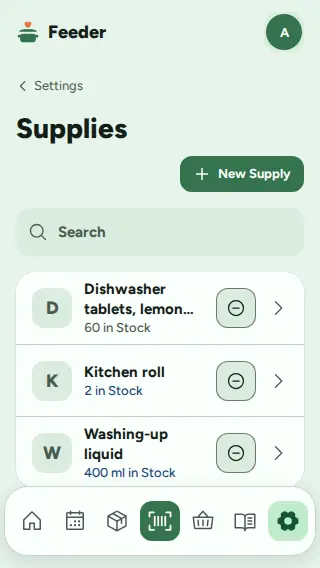 Feeder
A
Settings
Supplies
New Supply
Search
D
Dishwasher
tablets, lemon...
60 in Stock
K
Kitchen roll
2 in Stock
W
Washing-up
liquid
400 ml in Stock